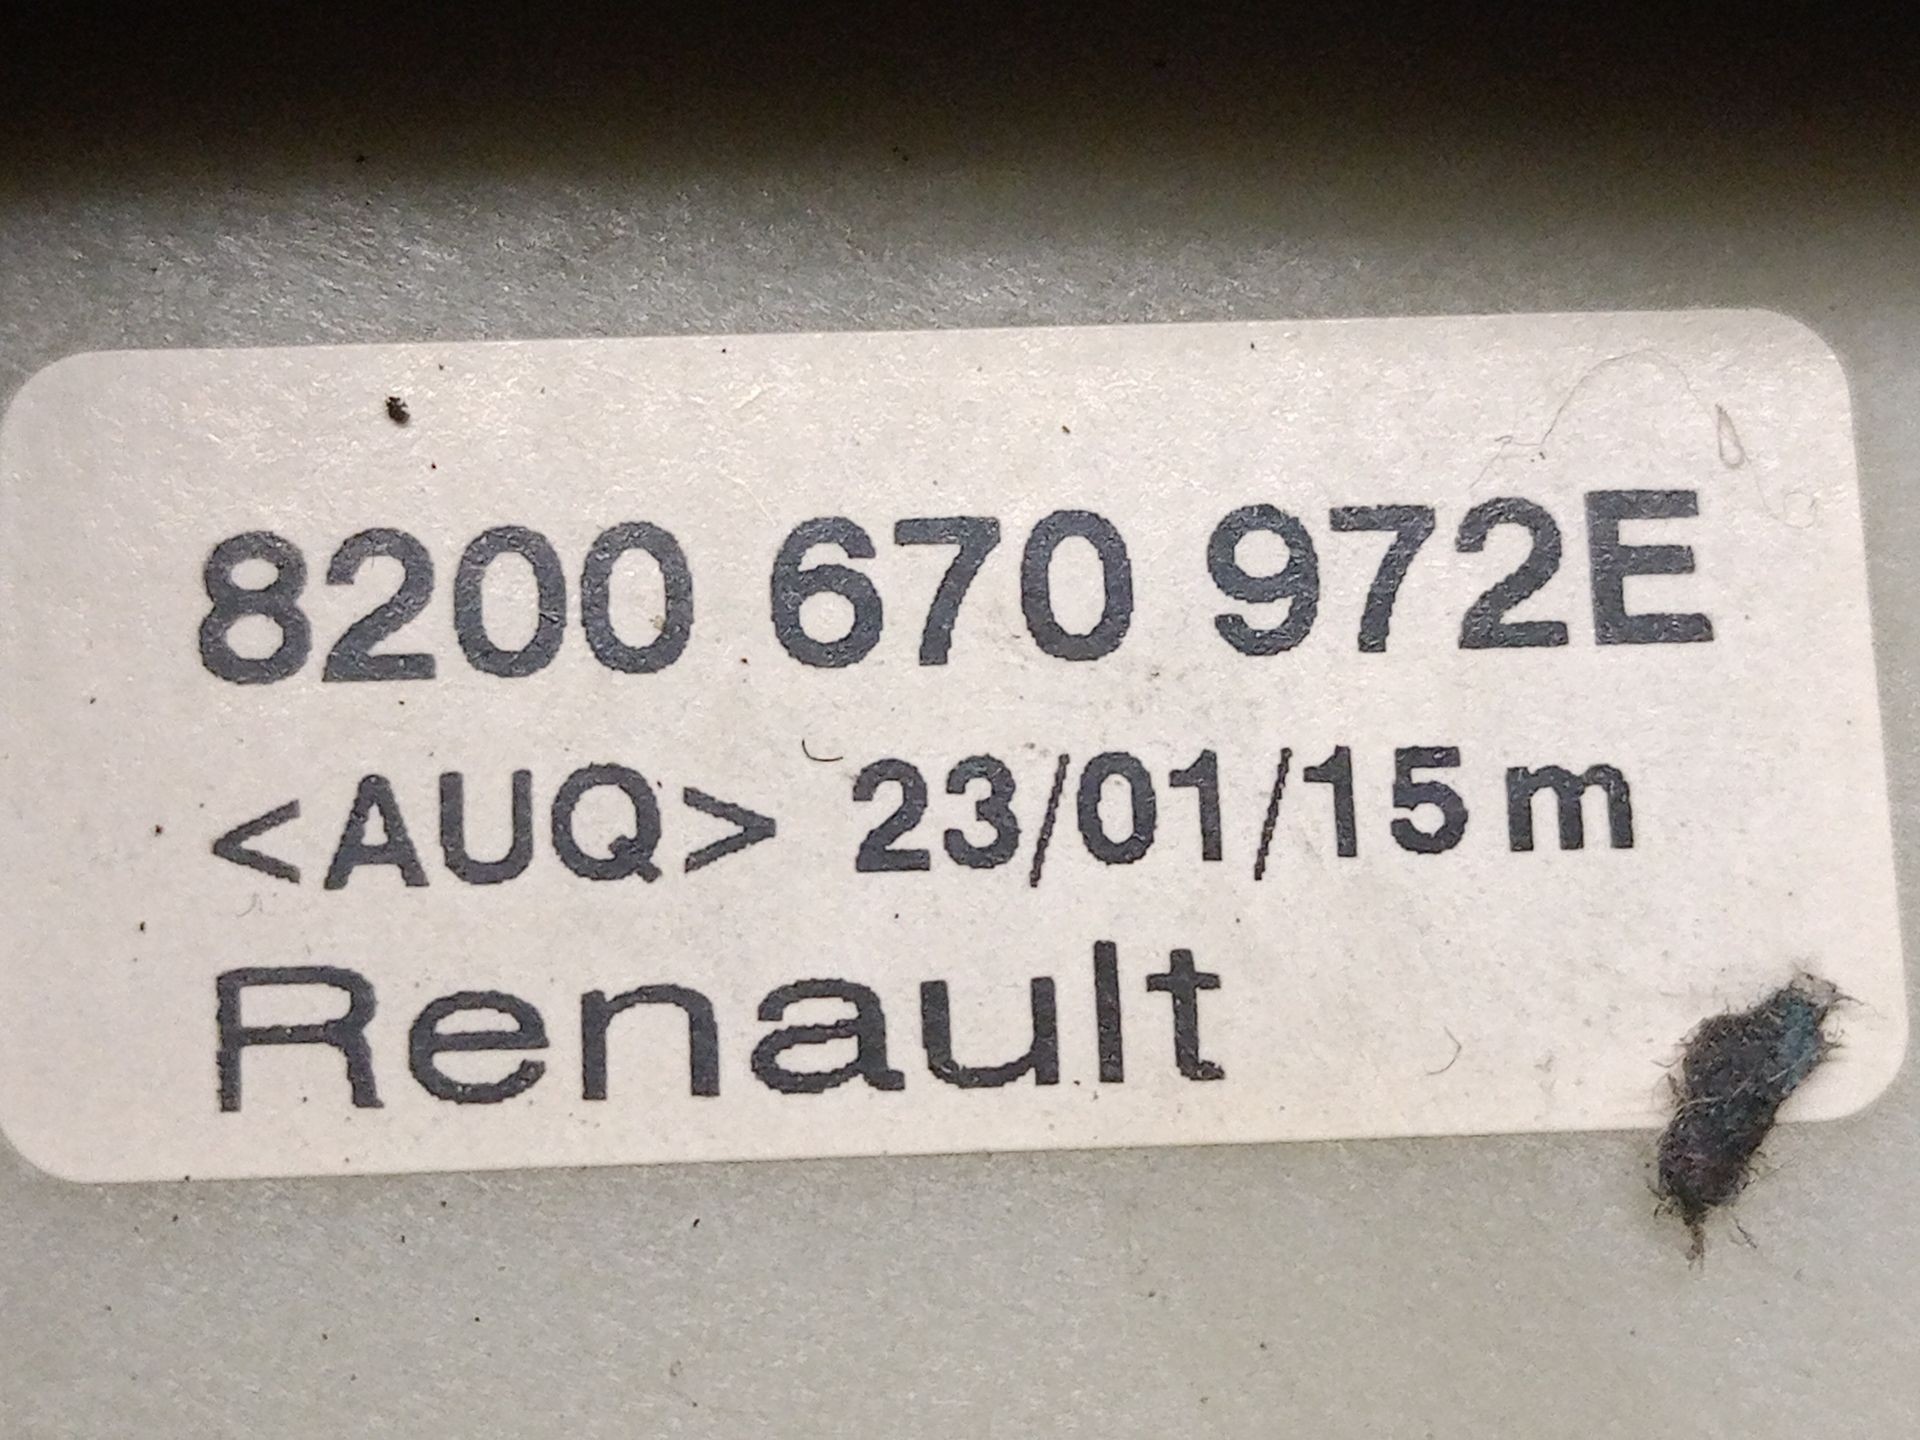 8200 670 972E
<AUQ> 23/01/15 m
Renault